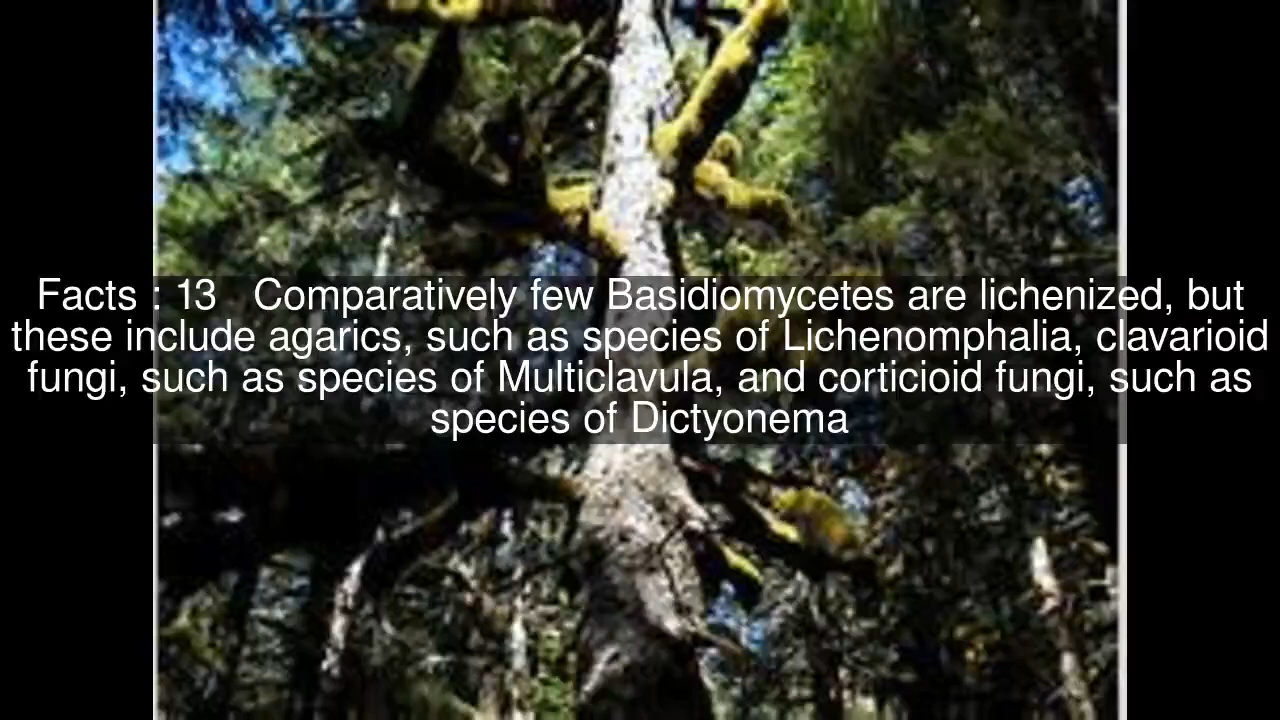 Facts : 13   Comparatively few Basidiomycetes are lichenized, but
these include agarics, such as species of Lichenomphalia, clavarioid
fungi, such as species of Multiclavula, and corticioid fungi, such as
species of Dictyonema